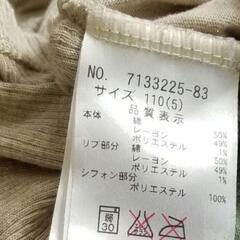 NO. 7133225-83
サイズ 110(5)
品質表示
本体
綿 50%
レーヨン 49%
ポリエステル 1%
リブ部分
綿 50%
レーヨン 49%
ポリエステル 1%
シフォン部分
ポリエステル 100%
弱
30